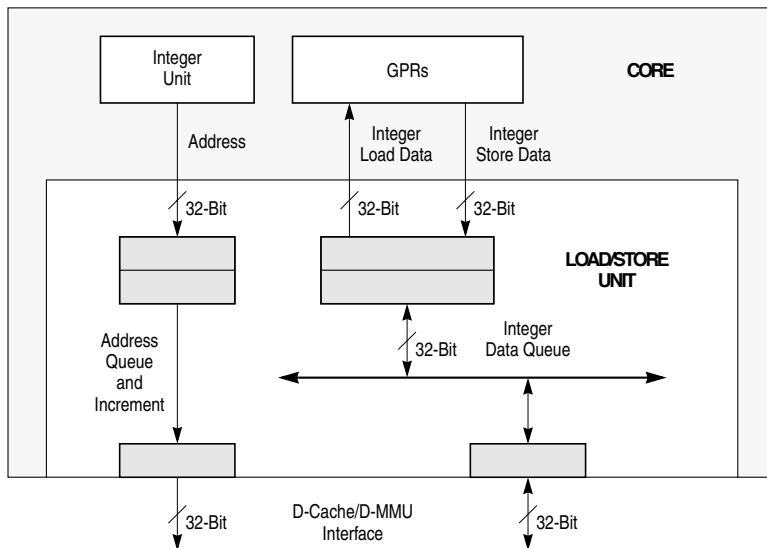 Integer
Unit
GPRs
CORE
Address
Integer
Load Data
Integer
Store Data
32-Bit
32-Bit
32-Bit
LOAD/STORE
UNIT
Address
Queue
and
Increment
32-Bit
Integer
Data Queue
32-Bit
D-Cache/D-MMU
Interface
32-Bit